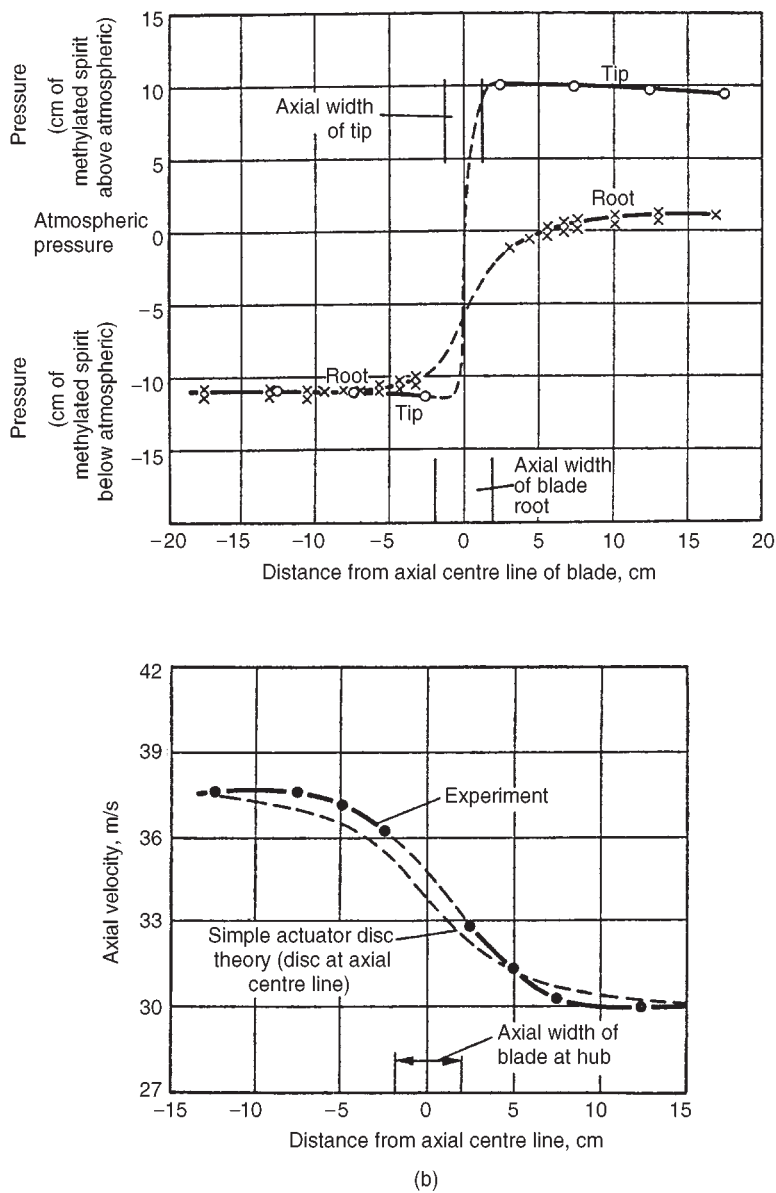 15
10
5
0
−5
−10
−15
Pressure
(cm of
methylated spirit
above atmospheric)
Atmospheric
pressure
Pressure
(cm of
methylated spirit
below atmospheric)
Tip
Axial width
of tip
Root
Root
Tip
Axial width
of blade
root
−20
−15
−10
−5
0
5
10
15
20
Distance from axial centre line of blade, cm
42
39
36
33
30
27
Axial velocity, m/s
Experiment
Simple actuator disc
theory (disc at axial
centre line)
Axial width of
blade at hub
−15
−10
−5
0
5
10
15
Distance from axial centre line, cm
(b)